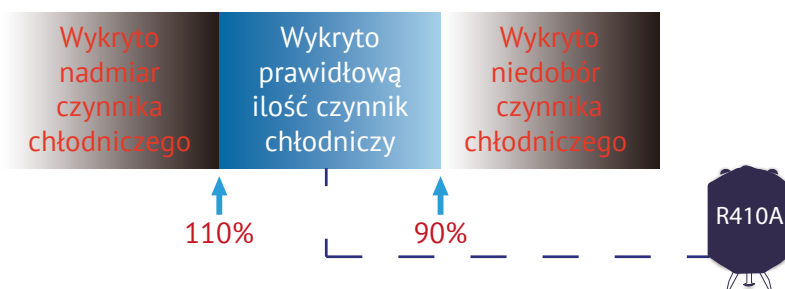 Wykryto
nadmiar
czynnika
chłodniczego
Wykryto
prawidłową
ilość czynnik
chłodniczy
Wykryto
niedobór
czynnika
chłodniczego
110%
90%
R410A